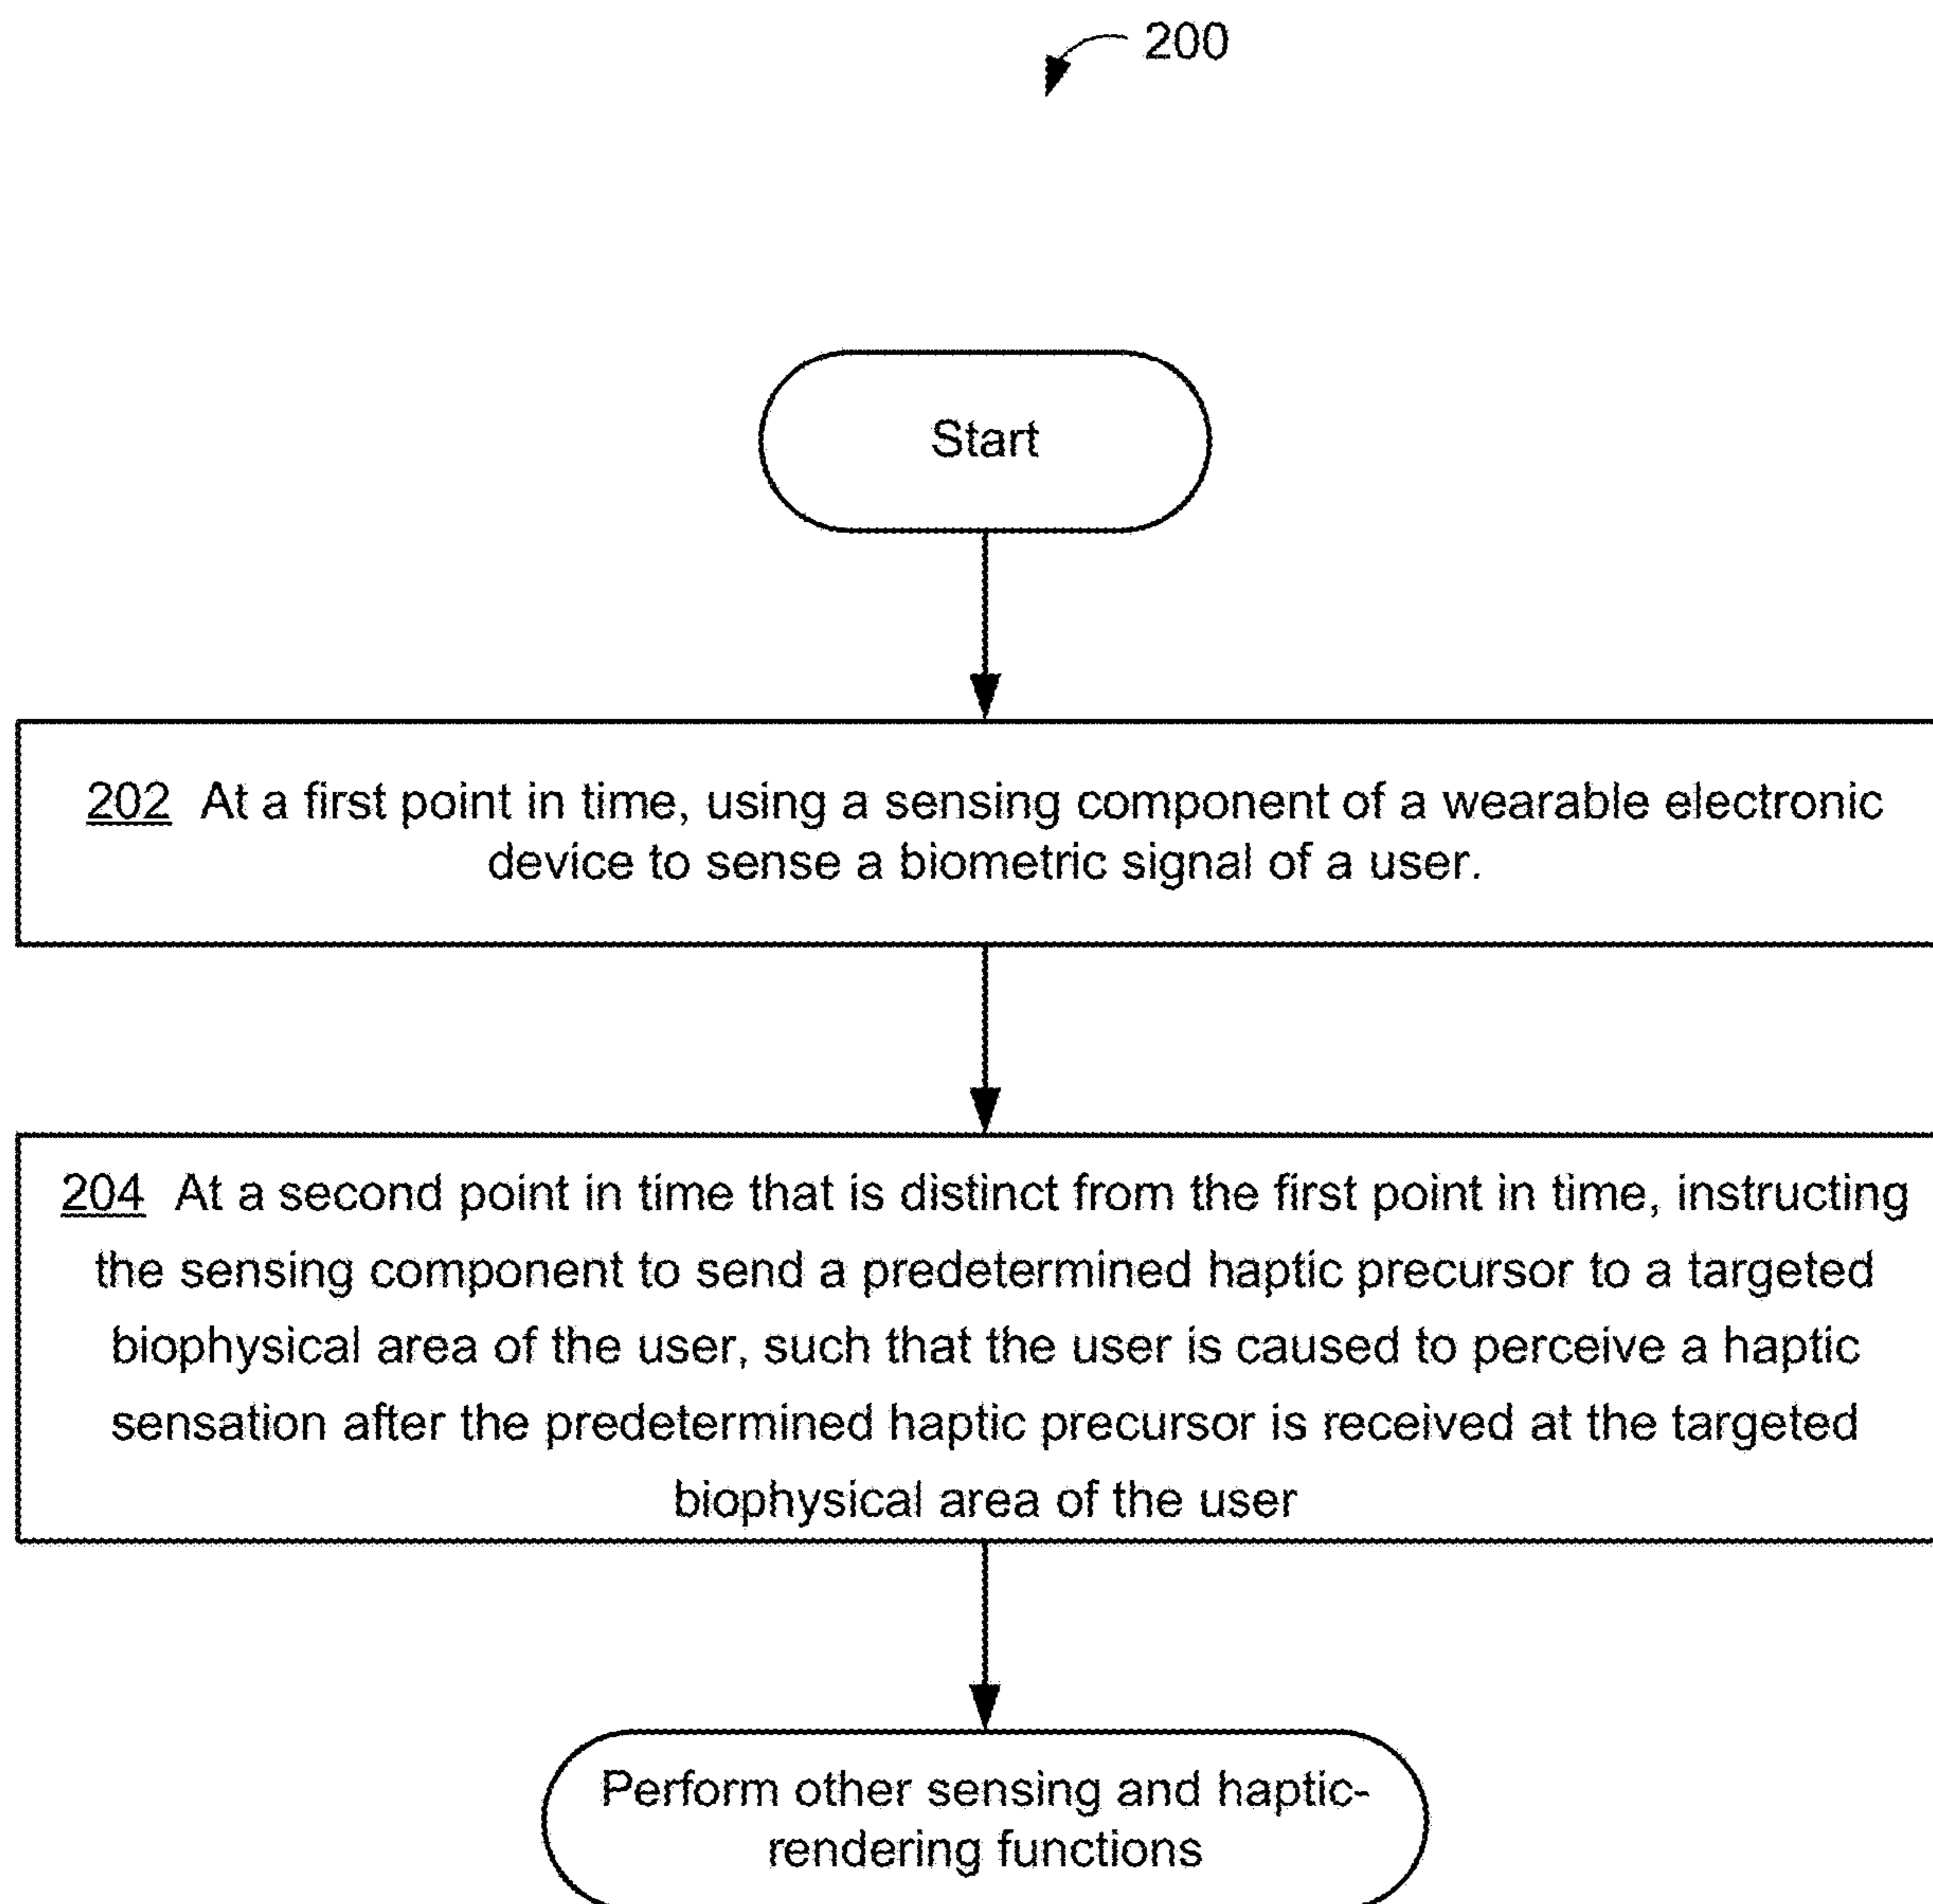 200
Start
202 At a first point in time, using a sensing component of a wearable electronic
device to sense a biometric signal of a user.
204 At a second point in time that is distinct from the first point in time, instructing
the sensing component to send a predetermined haptic precursor to a targeted
biophysical area of the user, such that the user is caused to perceive a haptic
sensation after the predetermined haptic precursor is received at the targeted
biophysical area of the user
Perform other sensing and haptic-
rendering functions